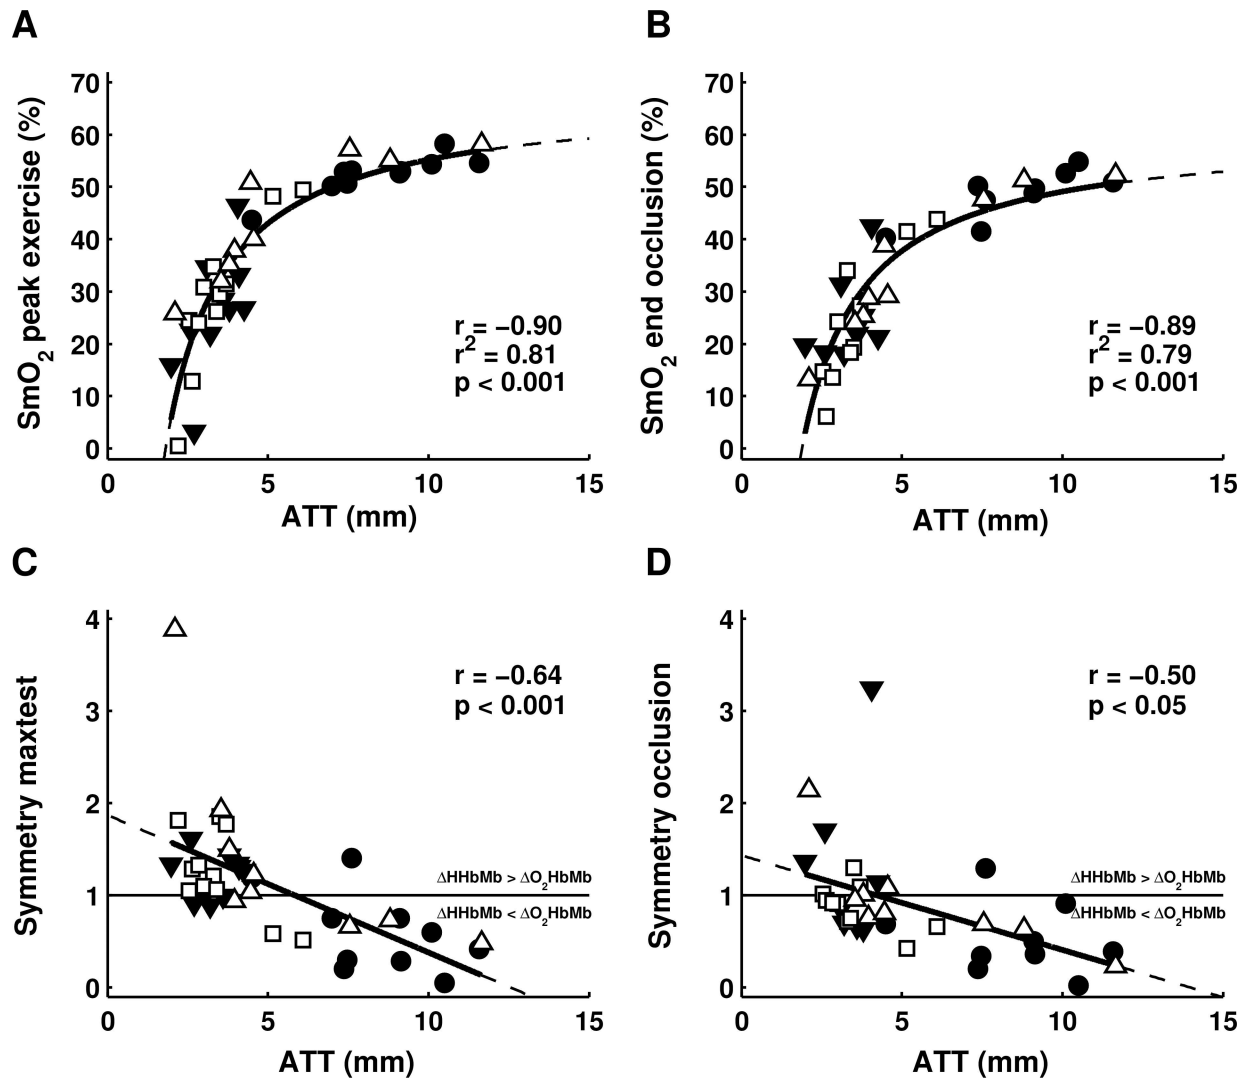 A
70
60
50
40
30
20
10
0
SmO2 peak exercise (%)
r = −0.90
r2 = 0.81
p < 0.001
0 5 10 15
ATT (mm)
B
70
60
50
40
30
20
10
0
SmO2 end occlusion (%)
r = −0.89
r2 = 0.79
p < 0.001
0 5 10 15
ATT (mm)
C
4
3
2
1
0
Symmetry maxtest
r = −0.64
p < 0.001
ΔHHbMb > ΔO2HbMb
ΔHHbMb < ΔO2HbMb
0 5 10 15
ATT (mm)
D
4
3
2
1
0
Symmetry occlusion
r = −0.50
p < 0.05
ΔHHbMb > ΔO2HbMb
ΔHHbMb < ΔO2HbMb
0 5 10 15
ATT (mm)